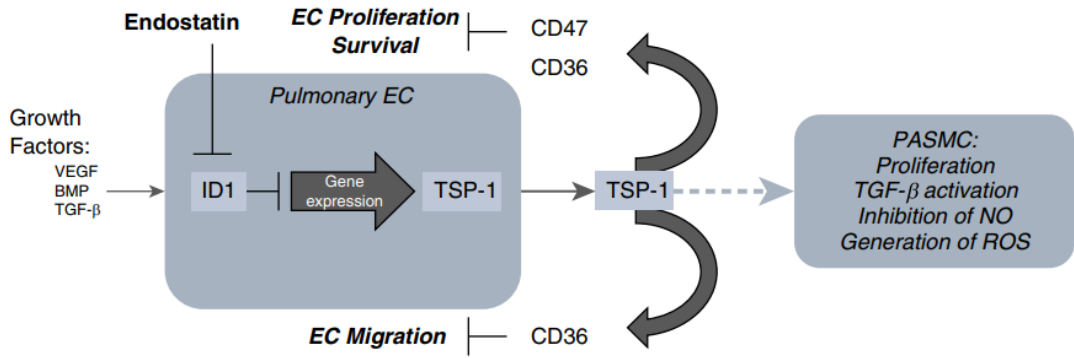 Endostatin
EC Proliferation
Survival
CD47
CD36
Pulmonary EC
Growth
Factors:
VEGF
BMP
TGF-β
ID1
Gene
expression
TSP-1
TSP-1
PASMC:
Proliferation
TGF-β activation
Inhibition of NO
Generation of ROS
EC Migration
CD36